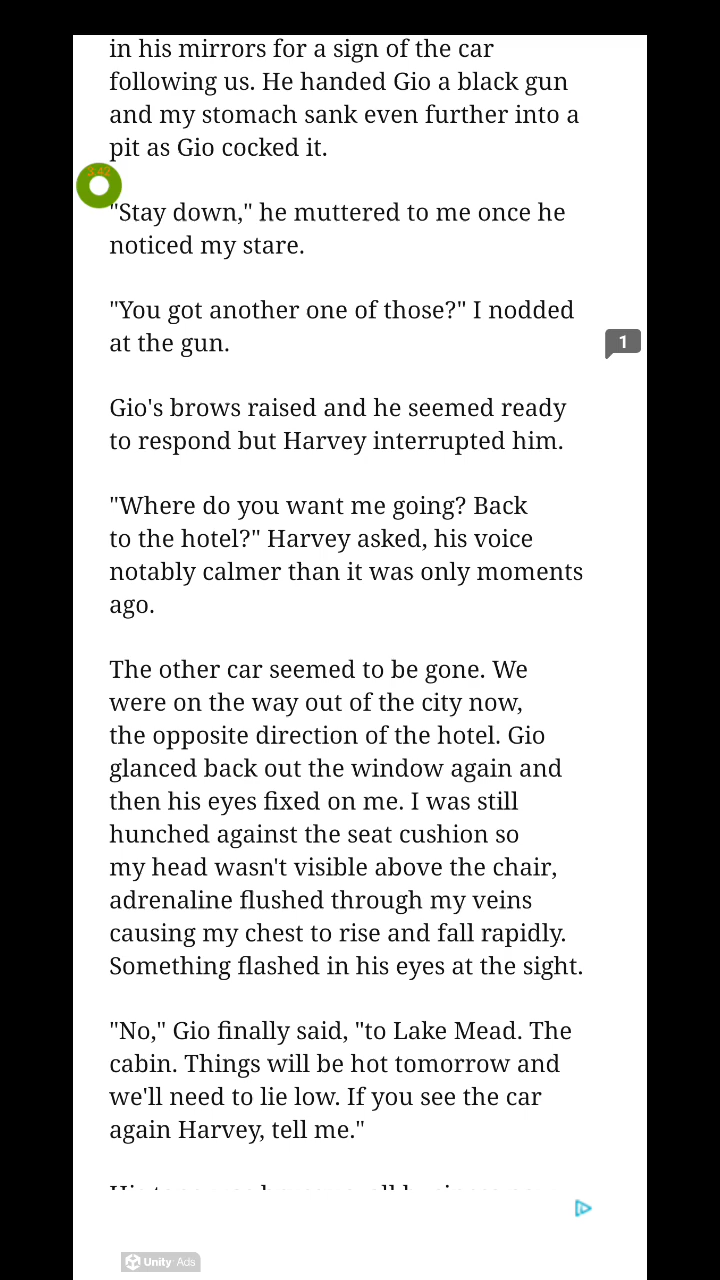 in his mirrors for a sign of the car
following us. He handed Gio a black gun
and my stomach sank even further into a
pit as Gio cocked it.
"Stay down," he muttered to me once he
noticed my stare.
"You got another one of those?" I nodded
at the gun.
1
Gio's brows raised and he seemed ready
to respond but Harvey interrupted him.
"Where do you want me going? Back
to the hotel?" Harvey asked, his voice
notably calmer than it was only moments
ago.
The other car seemed to be gone. We
were on the way out of the city now,
the opposite direction of the hotel. Gio
glanced back out the window again and
then his eyes fixed on me. I was still
hunched against the seat cushion so
my head wasn't visible above the chair,
adrenaline flushed through my veins
causing my chest to rise and fall rapidly.
Something flashed in his eyes at the sight.
"No," Gio finally said, "to Lake Mead. The
cabin. Things will be hot tomorrow and
we'll need to lie low. If you see the car
again Harvey, tell me."
Unity Ads